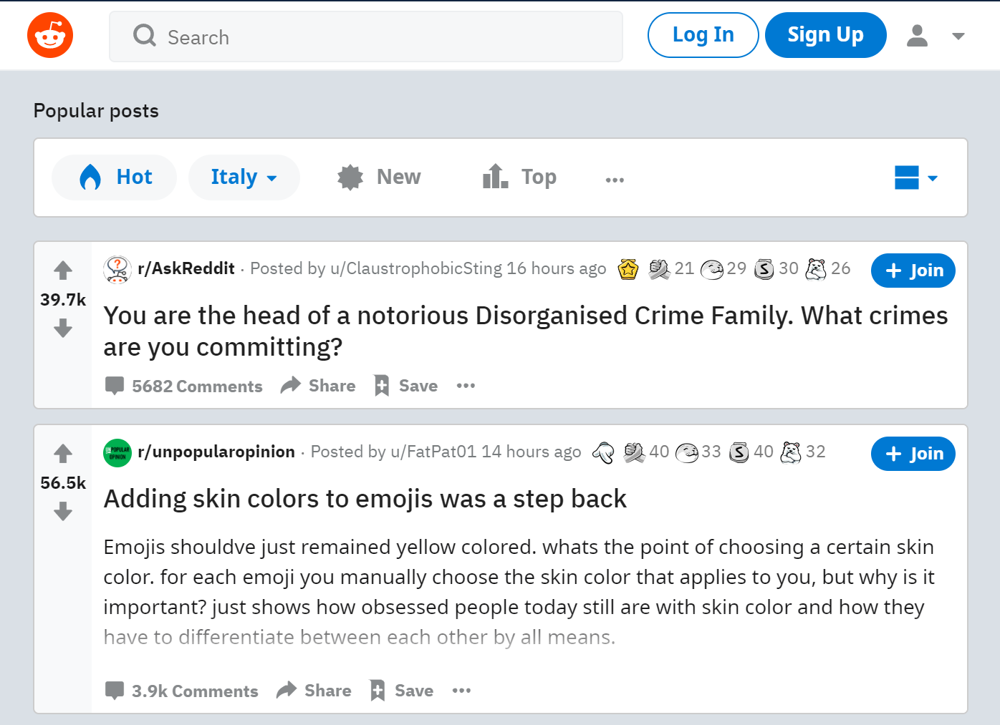 Search
Log In
Sign Up
Popular posts
Hot
Italy
New
Top
r/AskReddit · Posted by u/ClaustrophobicSting 16 hours ago 21 29 S 30 26
+ Join
39.7k
You are the head of a notorious Disorganised Crime Family. What crimes
are you committing?
5682 Comments Share Save
UNPOPULAR
OPINION
r/unpopularopinion · Posted by u/FatPat01 14 hours ago 40 33 S 40 32
+ Join
56.5k
Adding skin colors to emojis was a step back
Emojis shouldve just remained yellow colored. whats the point of choosing a certain skin
color. for each emoji you manually choose the skin color that applies to you, but why is it
important? just shows how obsessed people today still are with skin color and how they
have to differentiate between each other by all means.
3.9k Comments Share Save